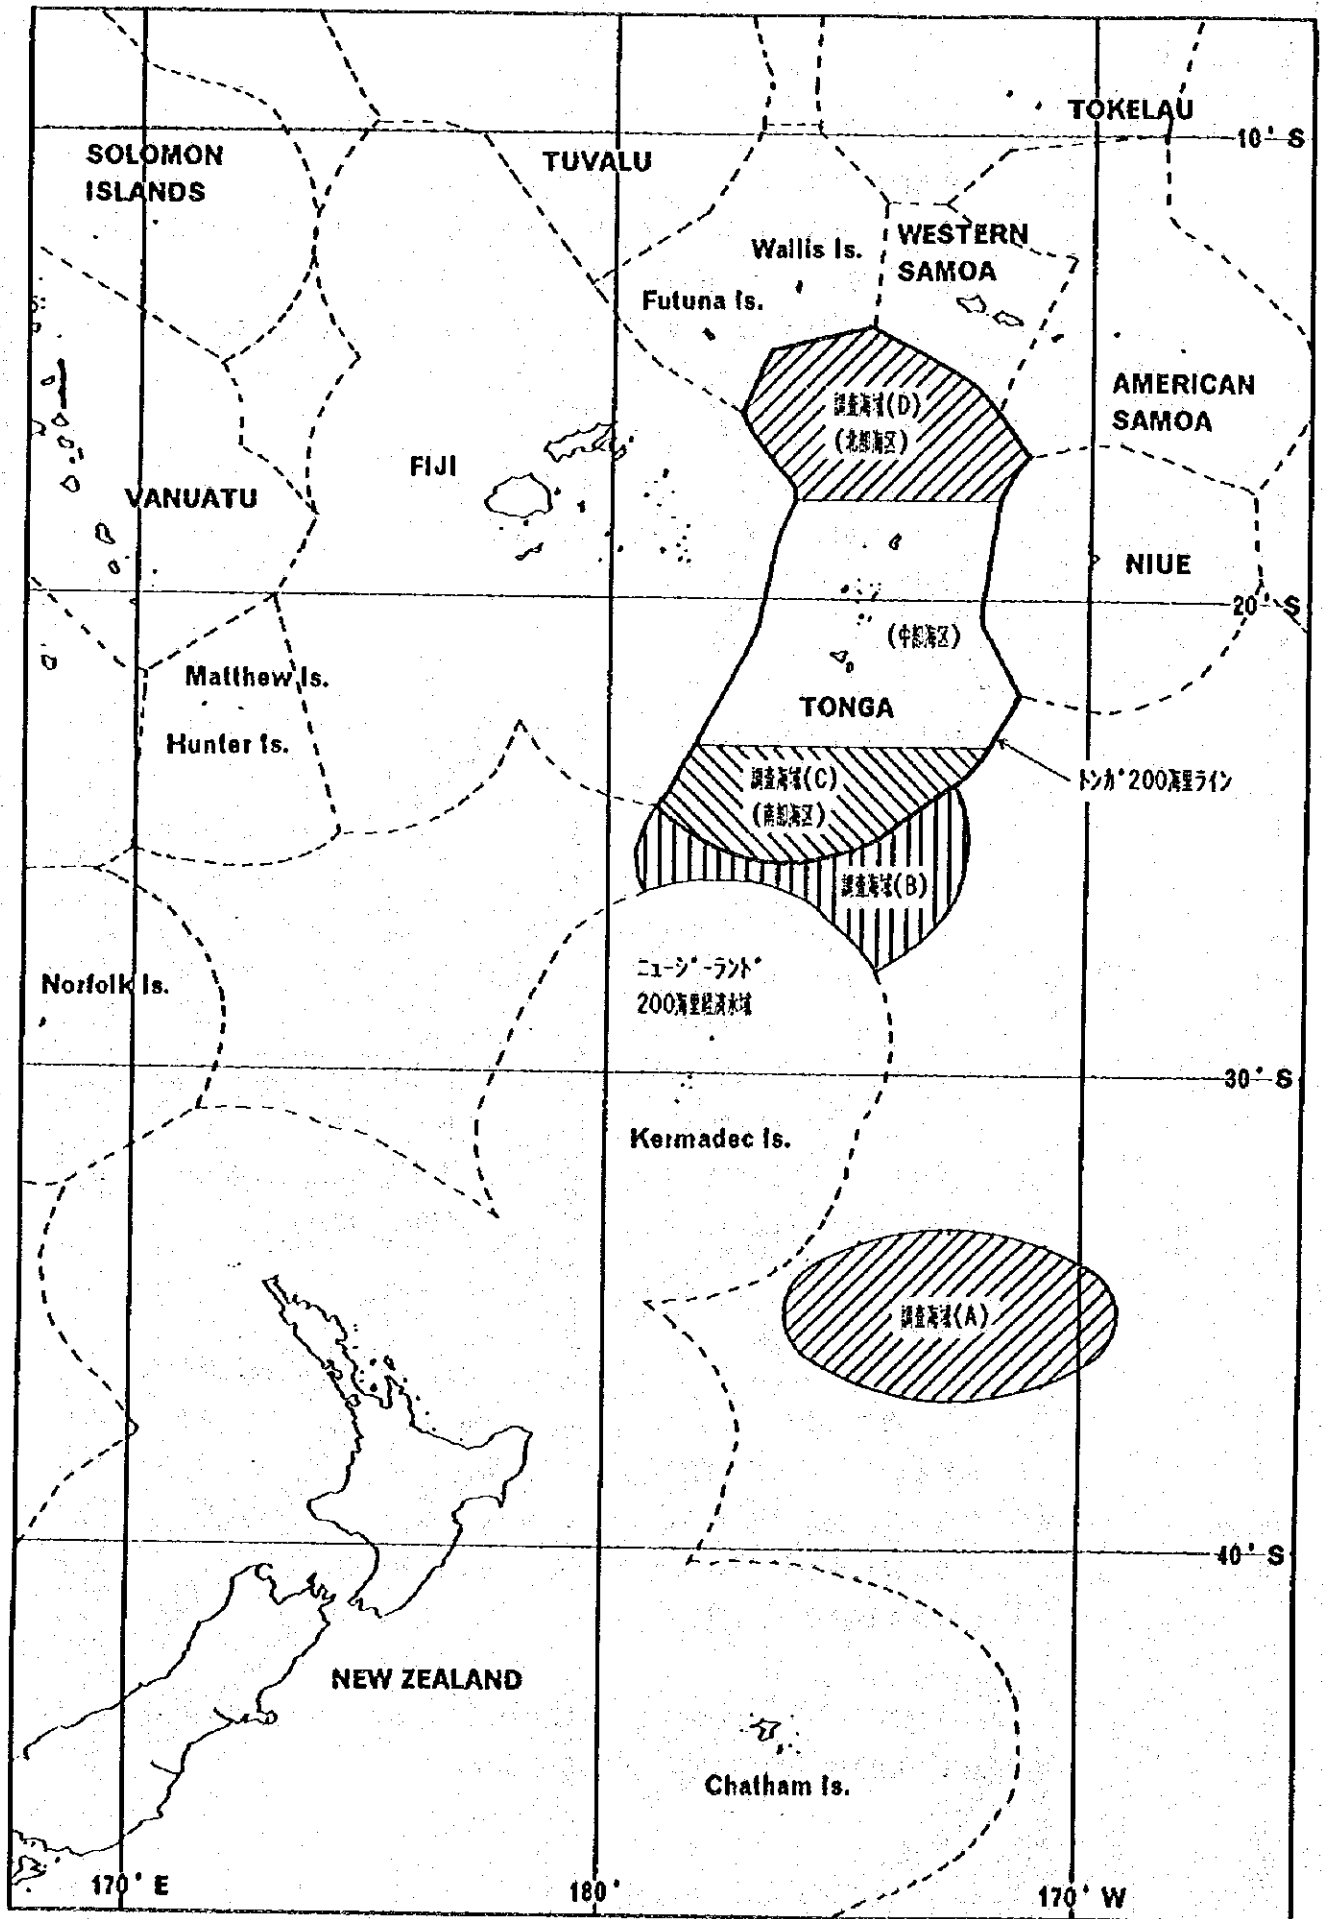 TOKELAU
10° S
SOLOMON
ISLANDS
TUVALU
Wallis Is.
WESTERN
SAMOA
Futuna Is.
AMERICAN
SAMOA
調査海域(D)
(北部海区)
FIJI
VANUATU
NIUE
20° S
(中部海区)
Matthew Is.
TONGA
Hunter Is.
調査海域(C)
(南部海区)
トンガ200海里ライン
調査海域(B)
Norfolk Is.
ニュージーランド
200海里経済水域
30° S
Kermadec Is.
調査海域(A)
40° S
NEW ZEALAND
Chatham Is.
170° E
180°
170° W